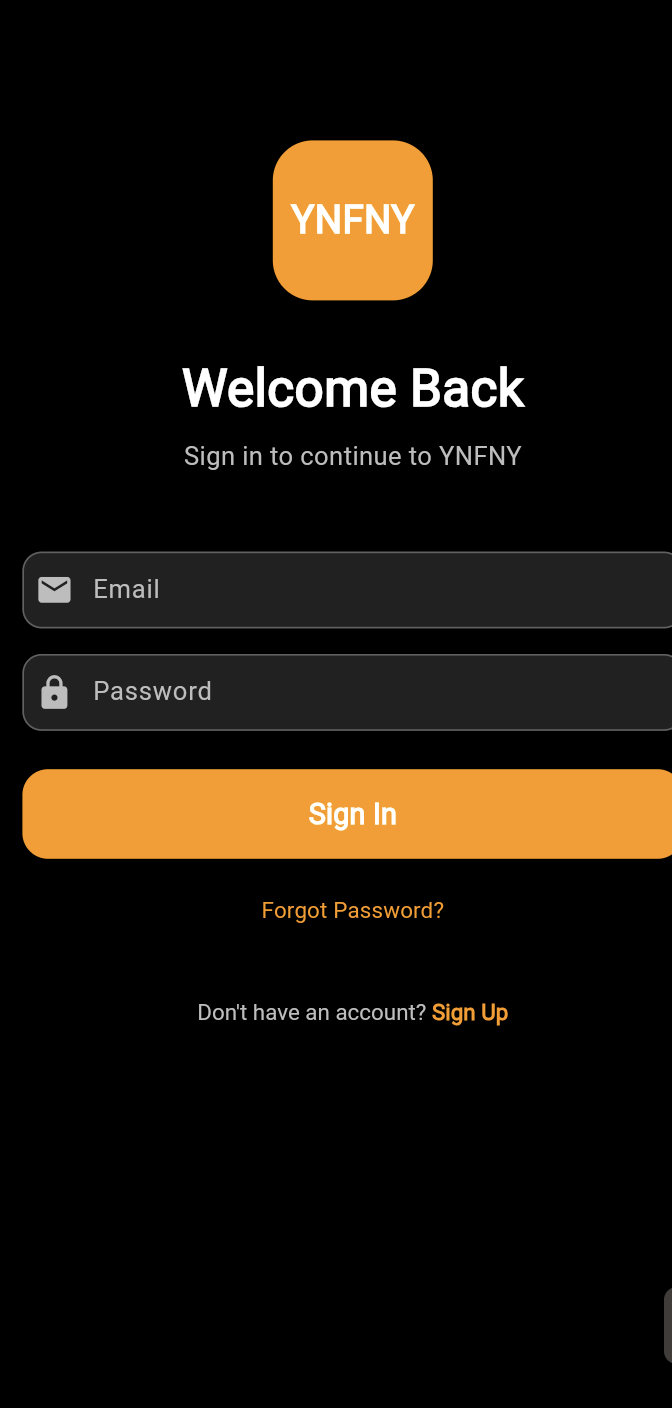 YNFNY
Welcome Back
Sign in to continue to YNFNY
Email
Password
Sign In
Forgot Password?
Don't have an account? Sign Up